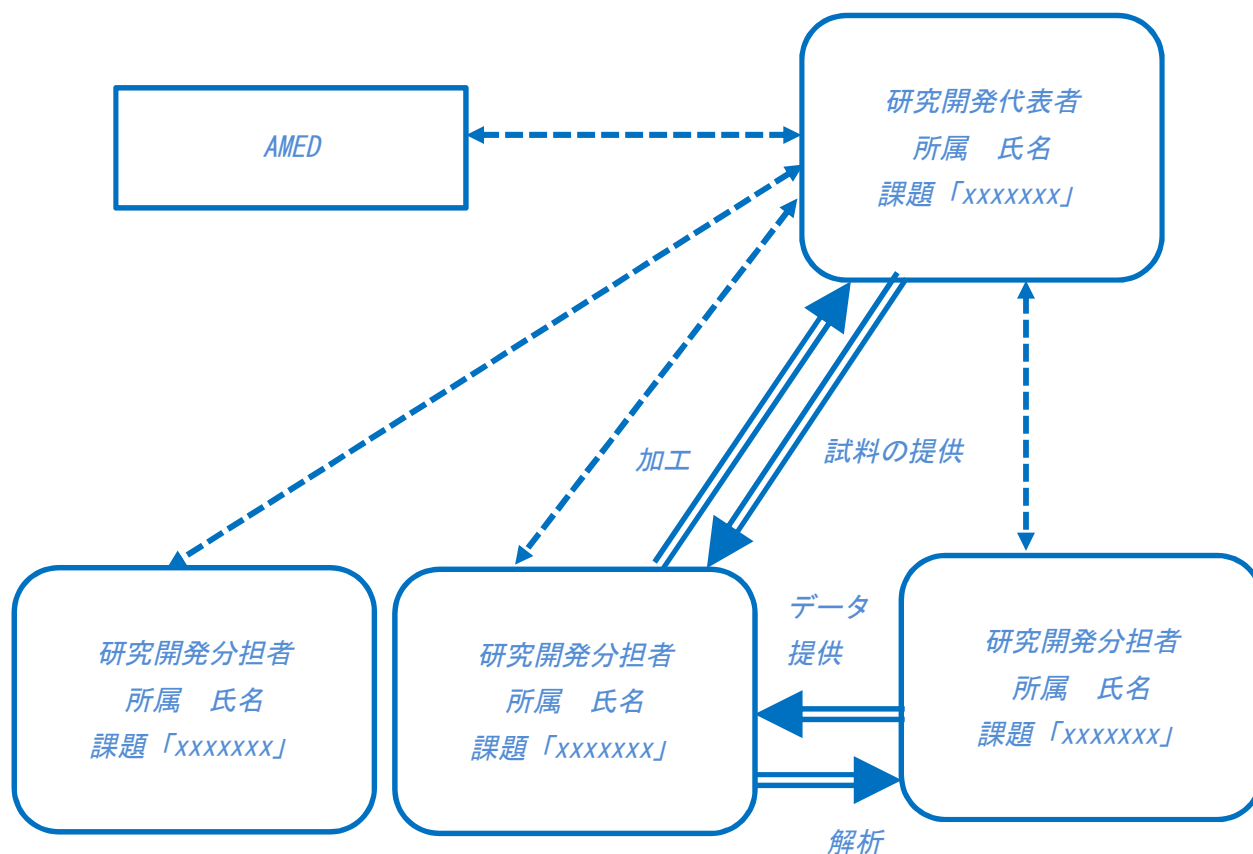 AMED
研究開発代表者
所属　氏名
課題「xxxxxxx」
加工
試料の提供
研究開発分担者
所属　氏名
課題「xxxxxxx」
研究開発分担者
所属　氏名
課題「xxxxxxx」
データ
提供
解析
研究開発分担者
所属　氏名
課題「xxxxxxx」